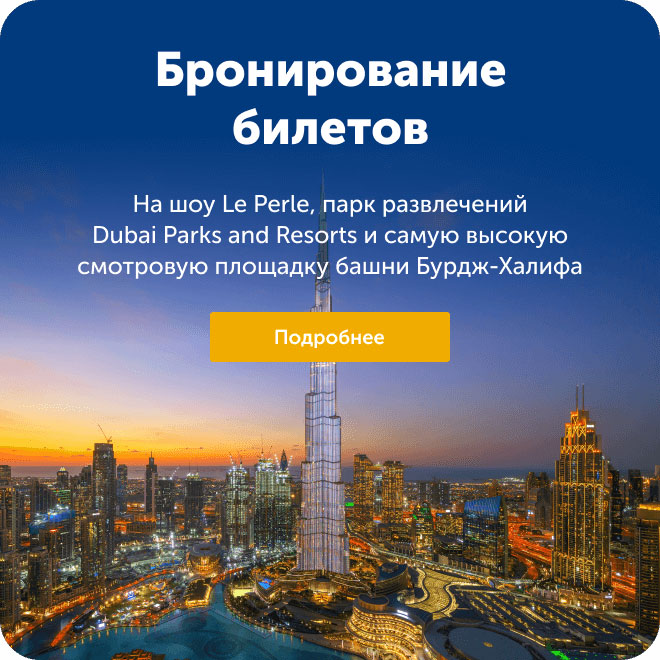 Бронирование
билетов
На шоу Le Perle, парк развлечений
Dubai Parks and Resorts и самую высокую
смотровую площадку башни Бурдж-Халифа
Подробнее